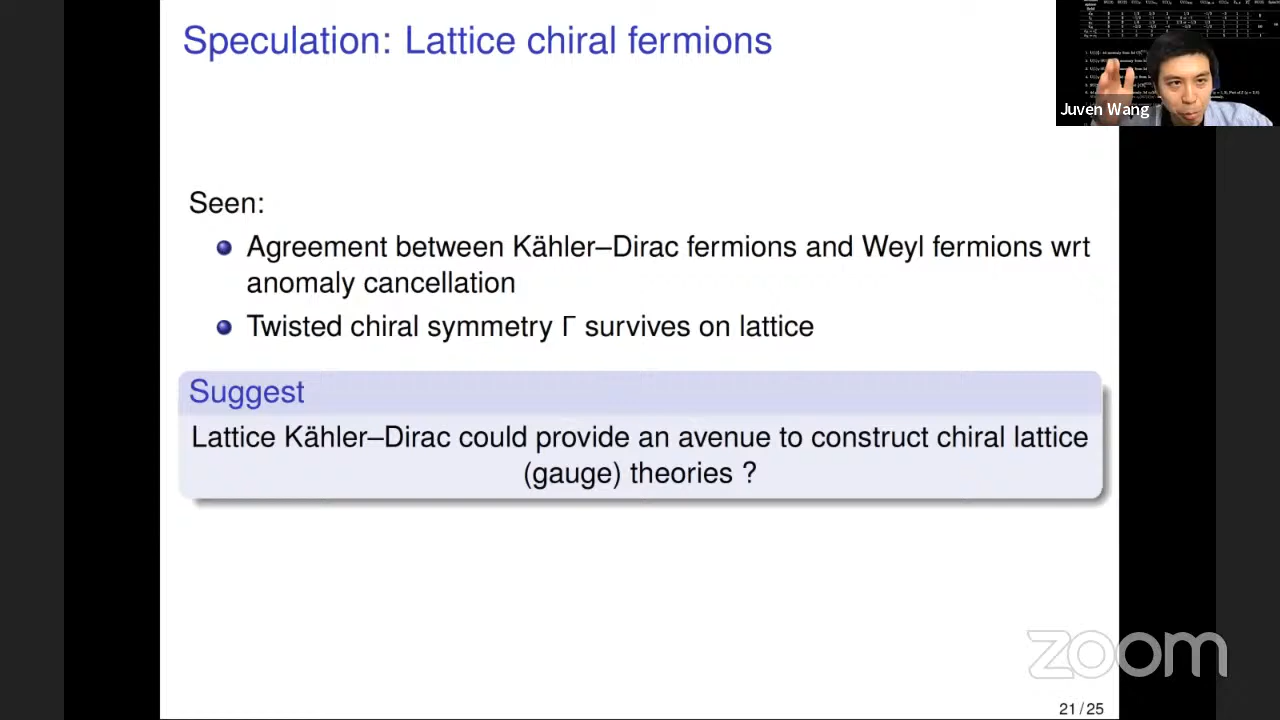 Speculation: Lattice chiral fermions
Juven Wang
Seen:
Agreement between Kähler–Dirac fermions and Weyl fermions wrt
anomaly cancellation
Twisted chiral symmetry Γ survives on lattice
Suggest
Lattice Kähler–Dirac could provide an avenue to construct chiral lattice
(gauge) theories ?
zoom
21 / 25